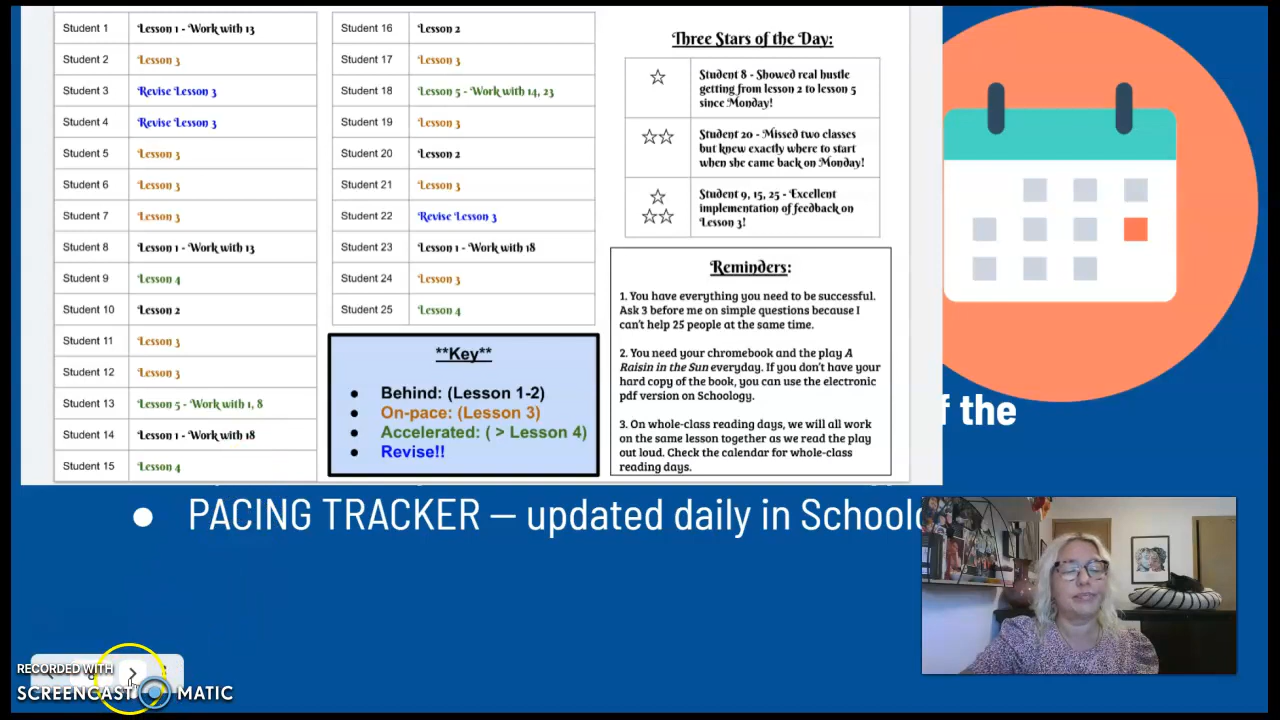 Student 1 Lesson 1 - Work with 13
Student 2 Lesson 3
Student 3 Revise Lesson 3
Student 4 Revise Lesson 3
Student 5 Lesson 3
Student 6 Lesson 3
Student 7 Lesson 3
Student 8 Lesson 1 - Work with 13
Student 9 Lesson 4
Student 10 Lesson 2
Student 11 Lesson 3
Student 12 Lesson 3
Student 13 Lesson 5 - Work with 1, 8
Student 14 Lesson 1 - Work with 18
Student 15 Lesson 4
Student 16 Lesson 2
Student 17 Lesson 3
Student 18 Lesson 5 - Work with 14, 23
Student 19 Lesson 3
Student 20 Lesson 2
Student 21 Lesson 3
Student 22 Revise Lesson 3
Student 23 Lesson 1 - Work with 18
Student 24 Lesson 3
Student 25 Lesson 4
**Key**
● Behind: (Lesson 1-2)
● On-pace: (Lesson 3)
● Accelerated: ( > Lesson 4)
● Revise!!
Three Stars of the Day:
Student 8 - Showed real hustle
getting from lesson 2 to lesson 5
since Monday!
Student 20 - Missed two classes
but knew exactly where to start
when she came back on Monday!
Student 9, 15, 25 - Excellent
implementation of feedback on
Lesson 3!
Reminders:
1. You have everything you need to be successful.
Ask 3 before me on simple questions because I
can't help 25 people at the same time.
2. You need your chromebook and the play A
Raisin in the Sun everyday. If you don't have your
hard copy of the book, you can use the electronic
pdf version on Schoology.
3. On whole-class reading days, we will all work
on the same lesson together as we read the play
out loud. Check the calendar for whole-class
reading days.
f the
● PACING TRACKER — updated daily in Schoolo
RECORDED WITH
SCREENCAST MATIC